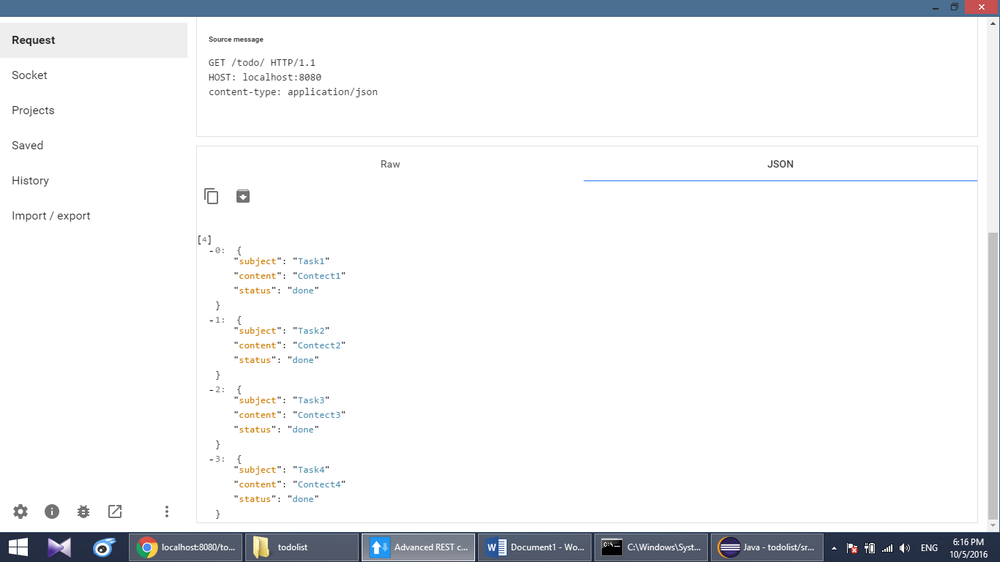 Request
Socket
Projects
Saved
History
Import / export
Source message
GET /todo/ HTTP/1.1
HOST: localhost:8080
content-type: application/json
Raw
JSON
[4]
-0: {
"subject": "Task1"
"content": "Contect1"
"status": "done"
}
-1: {
"subject": "Task2"
"content": "Contect2"
"status": "done"
}
-2: {
"subject": "Task3"
"content": "Contect3"
"status": "done"
}
-3: {
"subject": "Task4"
"content": "Contect4"
"status": "done"
}
localhost:8080/to...
todolist
Advanced REST c...
Document1 - Wo...
C:\Windows\Syst...
Java - todolist/sr...
ENG
6:16 PM
10/5/2016